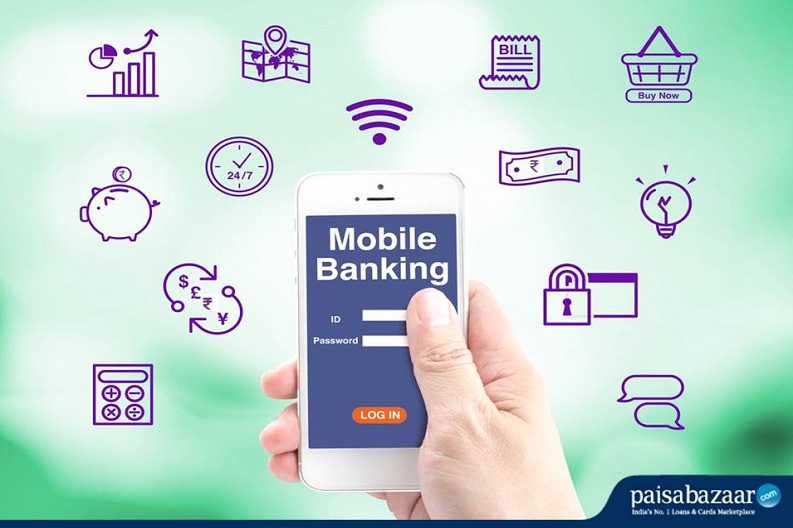 BILL
Buy Now
24/7
₹
₹
$
£
₹
¥
Mobile
Banking
ID
Password
LOG IN
paisabazaar.com
India's No. 1 Loans & Cards Marketplace